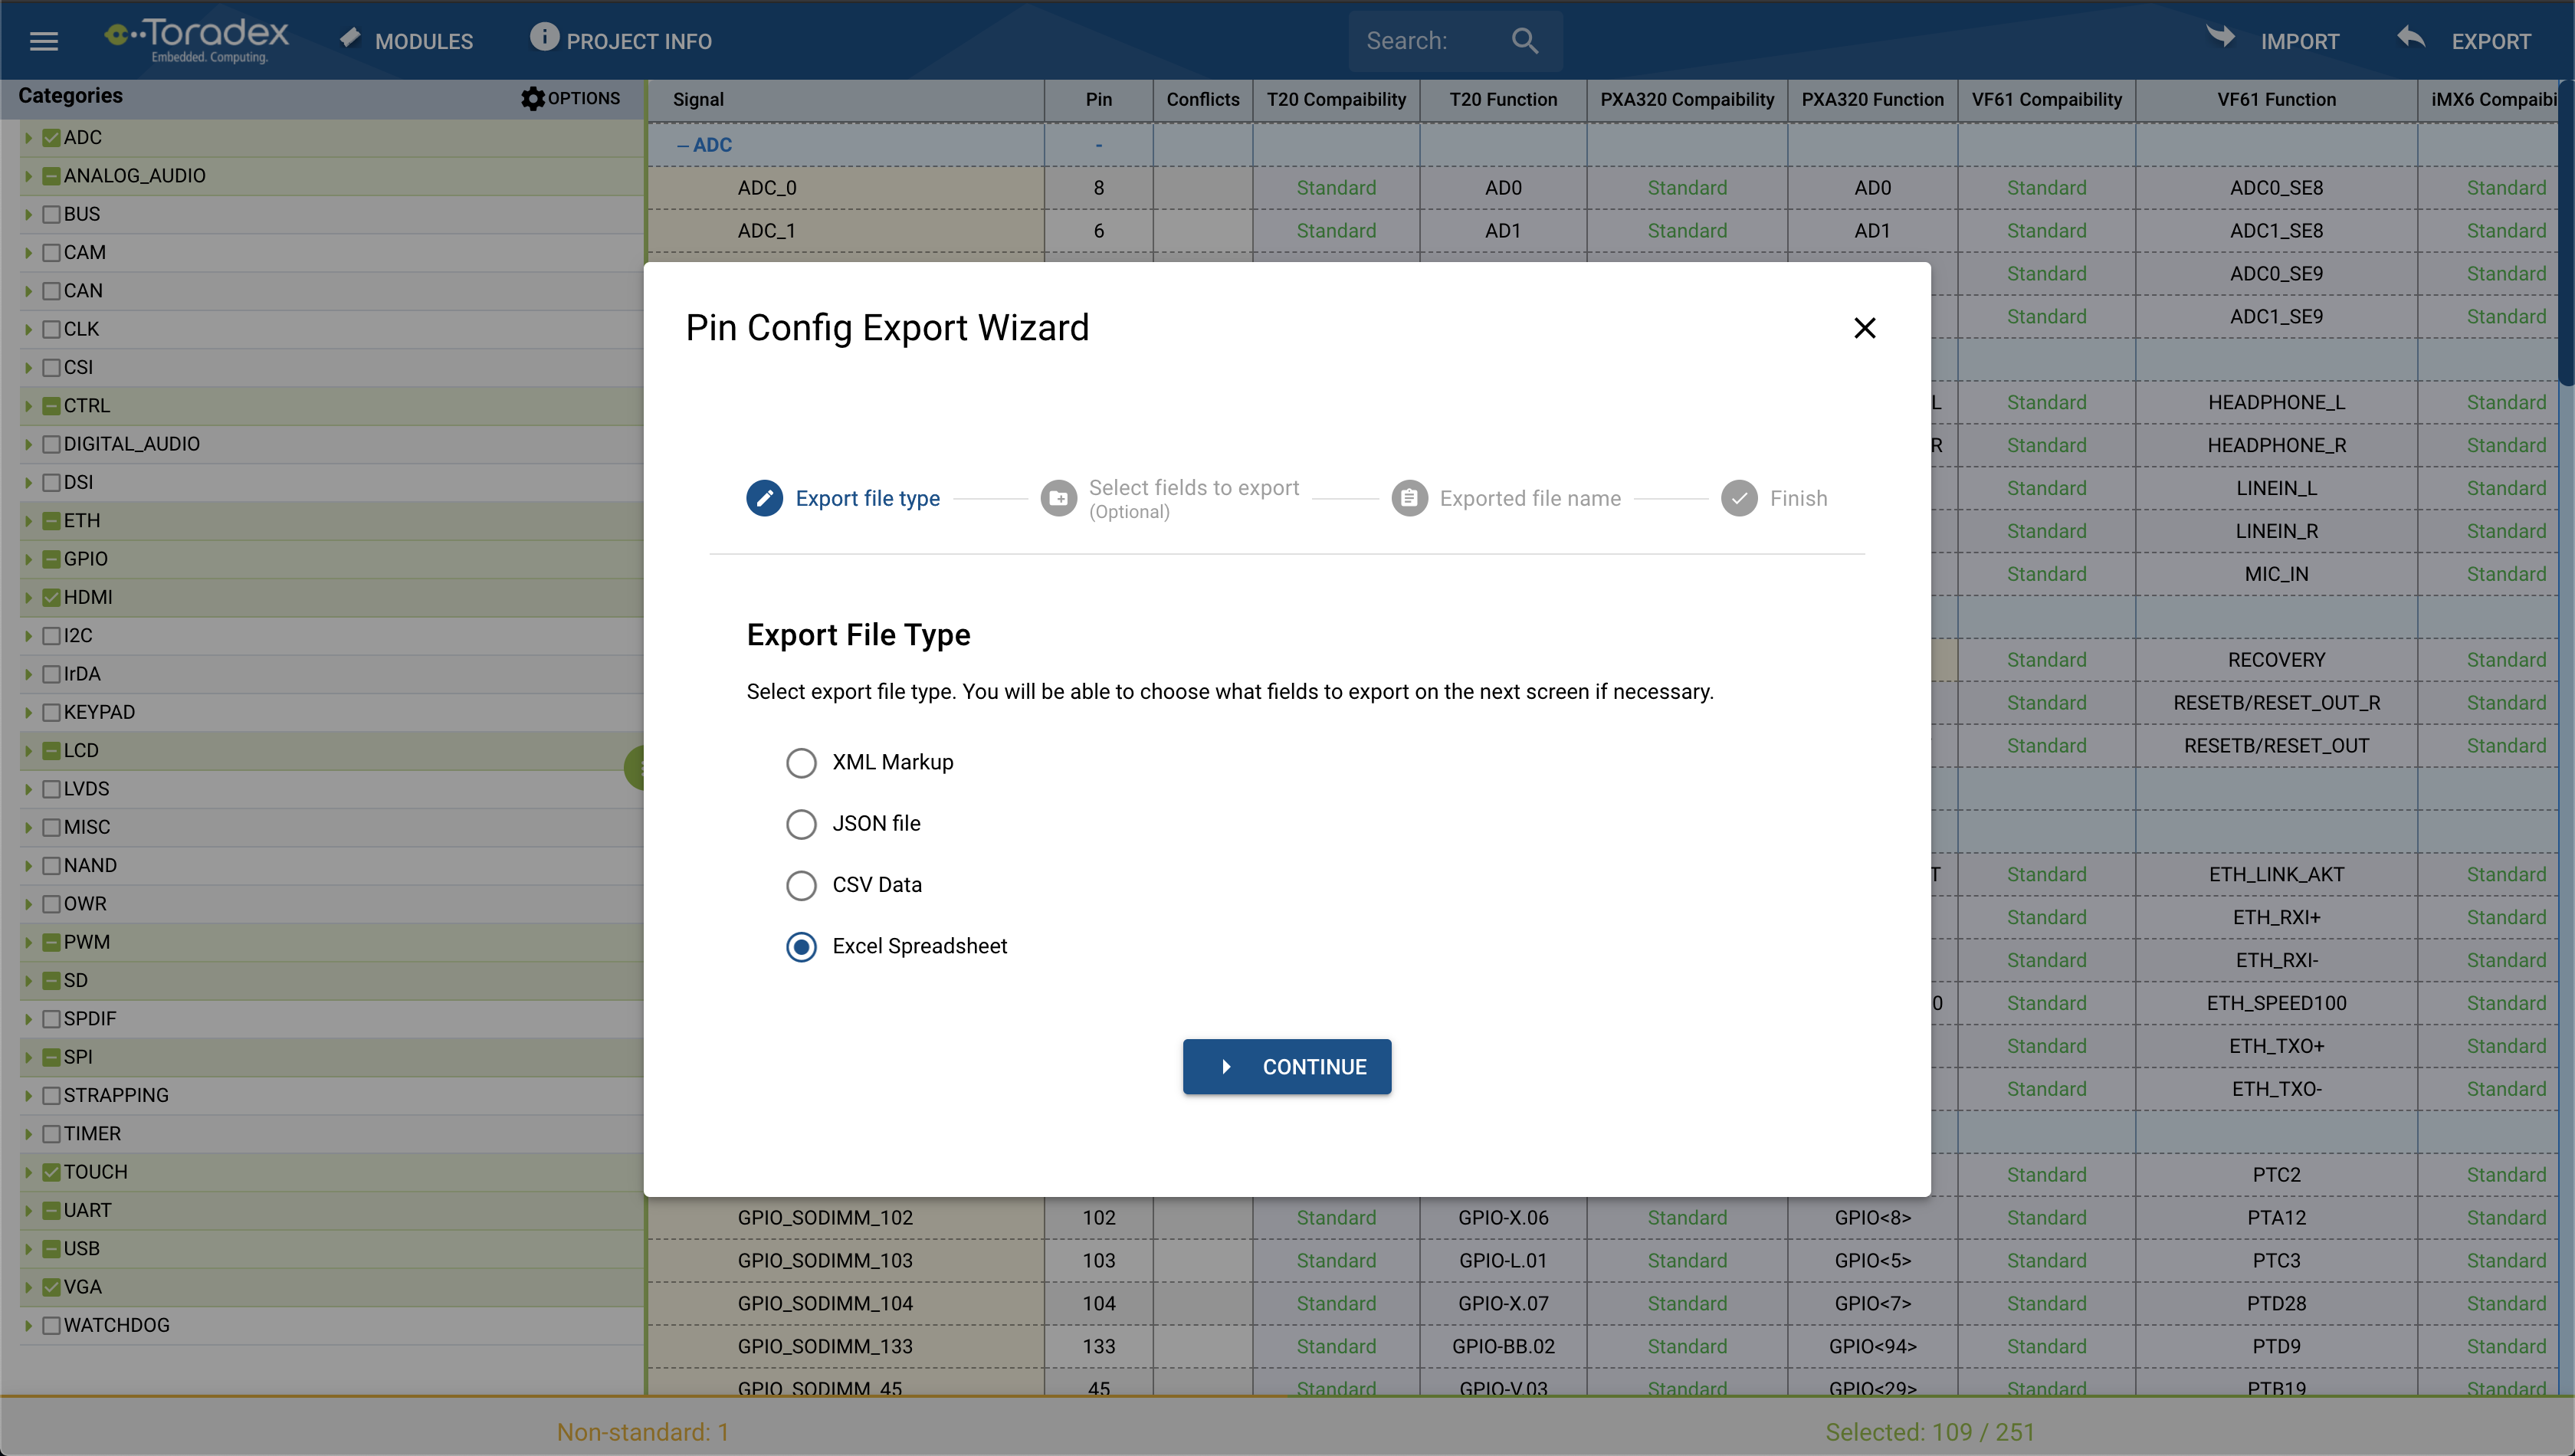 Toradex
Embedded. Computing.
MODULES
PROJECT INFO
Search:
IMPORT
EXPORT
Categories
OPTIONS
ADC
ANALOG_AUDIO
BUS
CAM
CAN
CLK
CSI
CTRL
DIGITAL_AUDIO
DSI
ETH
GPIO
HDMI
I2C
IrDA
KEYPAD
LCD
LVDS
MISC
NAND
OWR
PWM
SD
SPDIF
SPI
STRAPPING
TIMER
TOUCH
UART
USB
VGA
WATCHDOG
Signal Pin Conflicts T20 Compaibility T20 Function PXA320 Compaibility PXA320 Function VF61 Compaibility VF61 Function iMX6 Compaibi
– ADC -
ADC_0 8 Standard AD0 Standard AD0 Standard ADC0_SE8 Standard
ADC_1 6 Standard AD1 Standard AD1 Standard ADC1_SE8 Standard
Standard ADC0_SE9 Standard
Standard ADC1_SE9 Standard
L Standard HEADPHONE_L Standard
R Standard HEADPHONE_R Standard
Standard LINEIN_L Standard
Standard LINEIN_R Standard
Standard MIC_IN Standard
Standard RECOVERY Standard
Standard RESETB/RESET_OUT_R Standard
Standard RESETB/RESET_OUT Standard
T Standard ETH_LINK_AKT Standard
Standard ETH_RXI+ Standard
Standard ETH_RXI- Standard
0 Standard ETH_SPEED100 Standard
Standard ETH_TXO+ Standard
Standard ETH_TXO- Standard
Standard PTC2 Standard
GPIO_SODIMM_102 102 Standard GPIO-X.06 Standard GPIO<8> Standard PTA12 Standard
GPIO_SODIMM_103 103 Standard GPIO-L.01 Standard GPIO<5> Standard PTC3 Standard
GPIO_SODIMM_104 104 Standard GPIO-X.07 Standard GPIO<7> Standard PTD28 Standard
GPIO_SODIMM_133 133 Standard GPIO-BB.02 Standard GPIO<94> Standard PTD9 Standard
GPIO_SODIMM_45 45 Standard GPIO-V.03 Standard GPIO<29> Standard PTB19 Standard
Pin Config Export Wizard
Export file type
Select fields to export
(Optional)
Exported file name
Finish
Export File Type
Select export file type. You will be able to choose what fields to export on the next screen if necessary.
XML Markup
JSON file
CSV Data
Excel Spreadsheet
CONTINUE
Non-standard: 1
Selected: 109 / 251